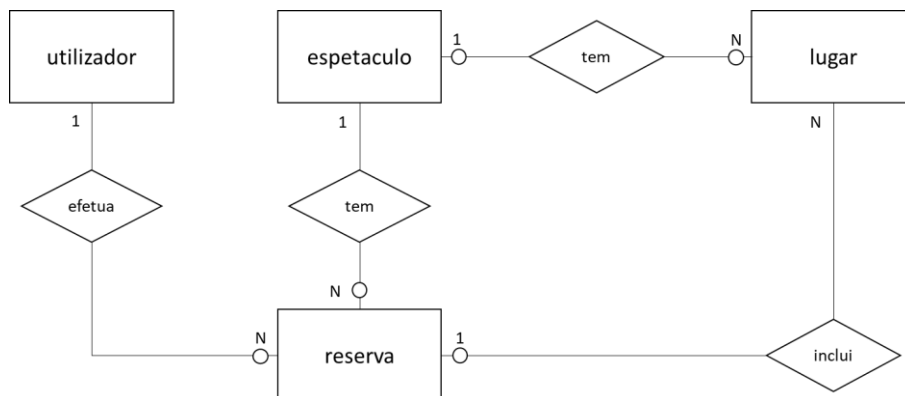 utilizador
espetaculo
1
tem
N
lugar
1
1
N
efetua
tem
N
N
reserva
1
inclui